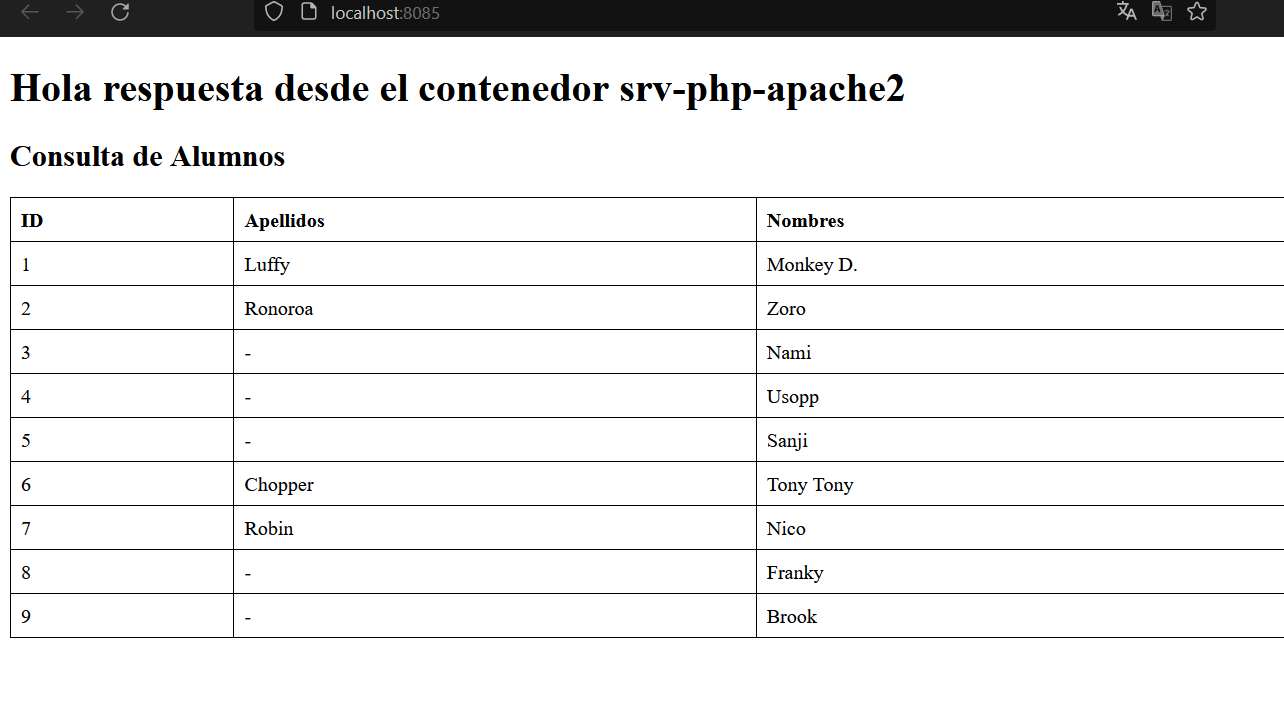 localhost:8085
Hola respuesta desde el contenedor srv-php-apache2
Consulta de Alumnos
ID Apellidos Nombres
1 Luffy Monkey D.
2 Ronoroa Zoro
3 - Nami
4 - Usopp
5 - Sanji
6 Chopper Tony Tony
7 Robin Nico
8 - Franky
9 - Brook